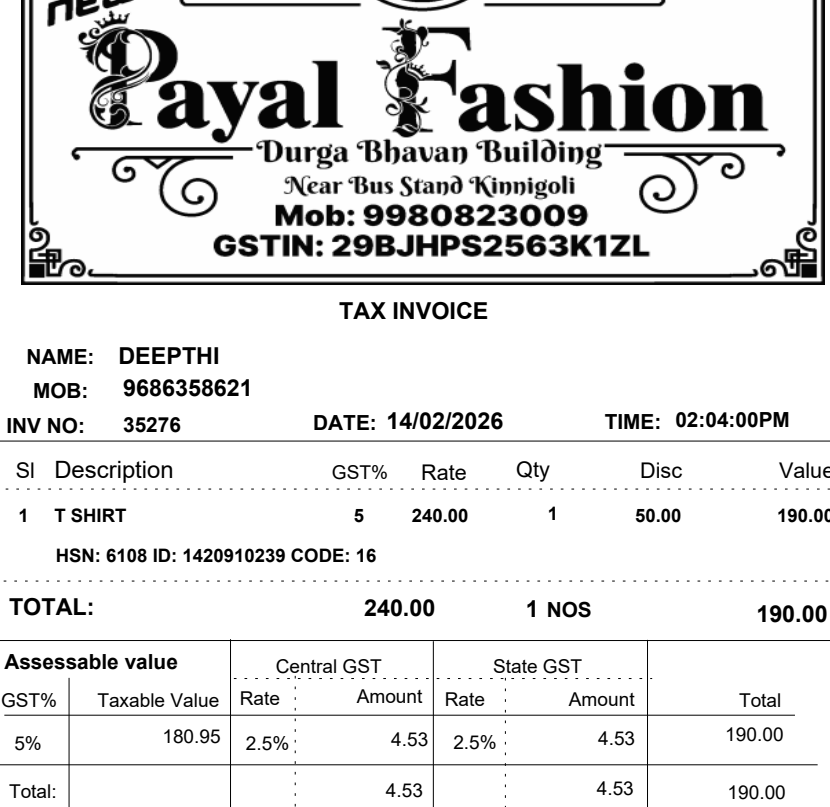 new
Payal Fashion
Durga Bhavan Building
Near Bus Stand Kinnigoli
Mob: 9980823009
GSTIN: 29BJHPS2563K1ZL
TAX INVOICE
NAME: DEEPTHI
MOB: 9686358621
INV NO: 35276 DATE: 14/02/2026 TIME: 02:04:00PM
Sl Description GST% Rate Qty Disc Value
1 T SHIRT 5 240.00 1 50.00 190.00
HSN: 6108 ID: 1420910239 CODE: 16
TOTAL: 240.00 1 NOS 190.00
Assessable value Central GST State GST
GST% Taxable Value Rate Amount Rate Amount Total
5% 180.95 2.5% 4.53 2.5% 4.53 190.00
Total: 4.53 4.53 190.00